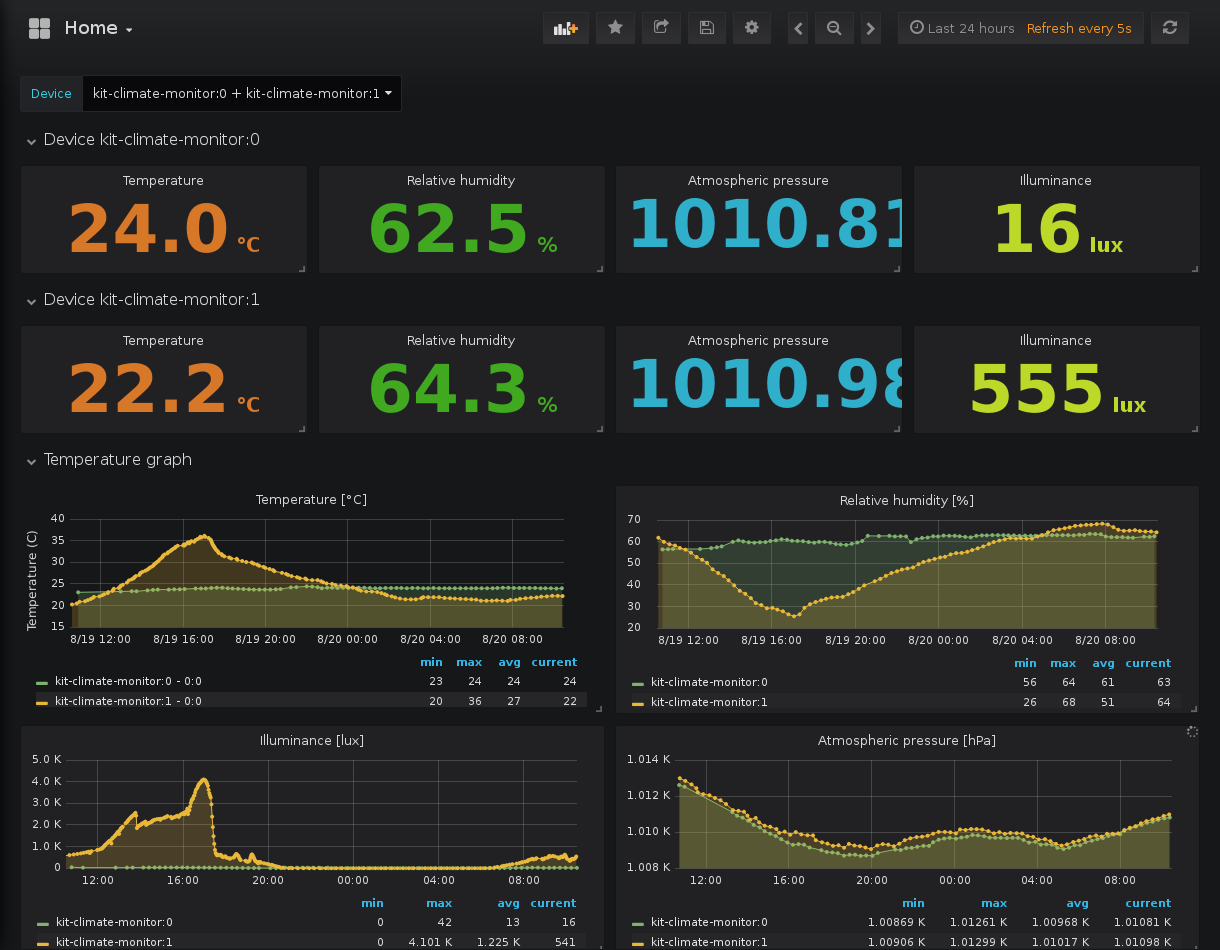 Home
Last 24 hours Refresh every 5s
Device kit-climate-monitor:0 + kit-climate-monitor:1
Device kit-climate-monitor:0
Temperature Relative humidity Atmospheric pressure Illuminance
24.0 °C 62.5 % 1010.81 16 lux
Device kit-climate-monitor:1
Temperature Relative humidity Atmospheric pressure Illuminance
22.2 °C 64.3 % 1010.98 555 lux
Temperature graph
Temperature [°C]
Temperature (C)
40
35
30
25
20
15
8/19 12:00 8/19 16:00 8/19 20:00 8/20 00:00 8/20 04:00 8/20 08:00
min max avg current
kit-climate-monitor:0 - 0:0 23 24 24 24
kit-climate-monitor:1 - 0:0 20 36 27 22
Relative humidity [%]
70
60
50
40
30
20
8/19 12:00 8/19 16:00 8/19 20:00 8/20 00:00 8/20 04:00 8/20 08:00
min max avg current
kit-climate-monitor:0 56 64 61 63
kit-climate-monitor:1 26 68 51 64
Illuminance [lux]
5.0 K
4.0 K
3.0 K
2.0 K
1.0 K
0
12:00 16:00 20:00 00:00 04:00 08:00
min max avg current
kit-climate-monitor:0 0 42 13 16
kit-climate-monitor:1 0 4.101 K 1.225 K 541
Atmospheric pressure [hPa]
1.014 K
1.012 K
1.010 K
1.008 K
12:00 16:00 20:00 00:00 04:00 08:00
min max avg current
kit-climate-monitor:0 1.00869 K 1.01261 K 1.00968 K 1.01081 K
kit-climate-monitor:1 1.00906 K 1.01299 K 1.01017 K 1.01098 K